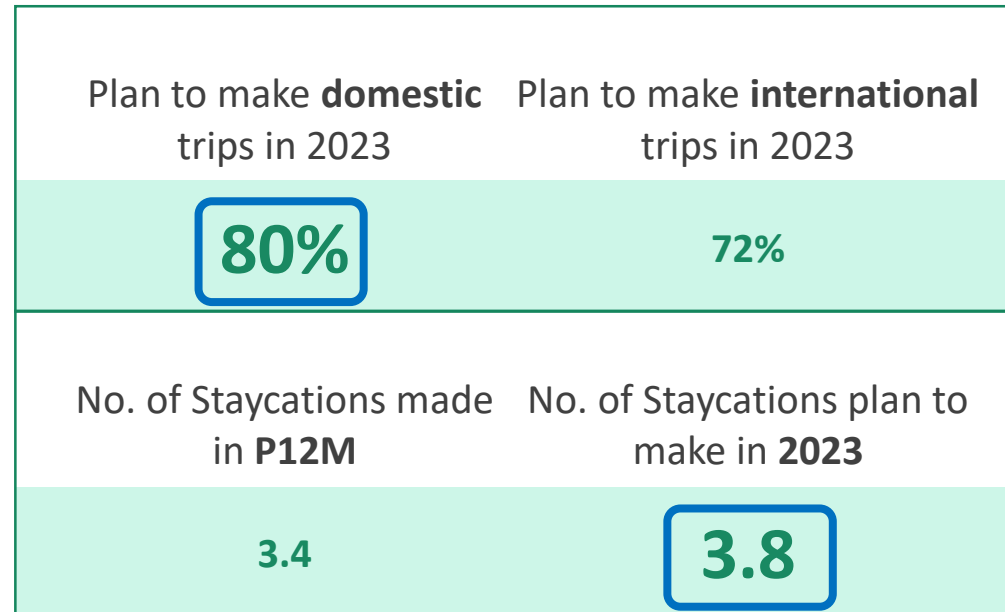 Plan to make domestic
trips in 2023
Plan to make international
trips in 2023
80%
72%
No. of Staycations made
in P12M
No. of Staycations plan to
make in 2023
3.4
3.8